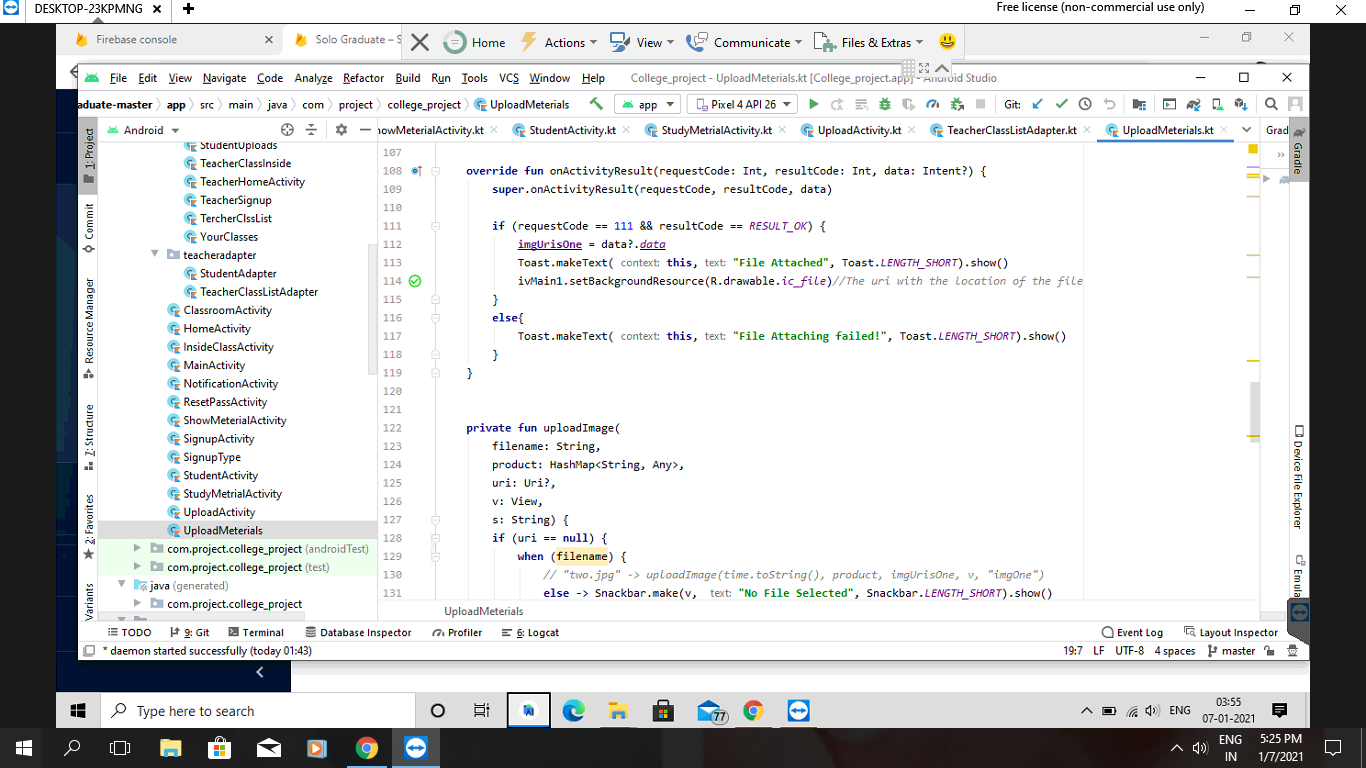 DESKTOP-23KPMNG
Free license (non-commercial use only)
Firebase console
Solo Graduate – S
Home
Actions
View
Communicate
Files & Extras
File Edit View Navigate Code Analyze Refactor Build Run Tools VCS Window Help
College_project - UploadMeterials.kt [College_project.app] - Android Studio
aduate-master app src main java com project college_project UploadMeterials
app
Pixel 4 API 26
Git:
Android
owMeterialActivity.kt
StudentActivity.kt
StudyMetrialActivity.kt
UploadActivity.kt
TeacherClassListAdapter.kt
UploadMeterials.kt
Grad
1: Project
Commit
Resource Manager
7: Structure
2: Favorites
Variants
StudentUploads
TeacherClassInside
TeacherHomeActivity
TeacherSignup
TercherClssList
YourClasses
teacheradapter
StudentAdapter
TeacherClassListAdapter
ClassroomActivity
HomeActivity
InsideClassActivity
MainActivity
NotificationActivity
ResetPassActivity
ShowMeterialActivity
SignupActivity
SignupType
StudentActivity
StudyMetrialActivity
UploadActivity
UploadMeterials
com.project.college_project (androidTest)
com.project.college_project (test)
java (generated)
com.project.college_project
107
108 override fun onActivityResult(requestCode: Int, resultCode: Int, data: Intent?) {
109 super.onActivityResult(requestCode, resultCode, data)
110
111 if (requestCode == 111 && resultCode == RESULT_OK) {
112 imgUrisOne = data?.data
113 Toast.makeText( context: this, text: "File Attached", Toast.LENGTH_SHORT).show()
114 ivMain1.setBackgroundResource(R.drawable.ic_file)//The uri with the location of the file
115 }
116 else{
117 Toast.makeText( context: this, text: "File Attaching failed!", Toast.LENGTH_SHORT).show()
118 }
119 }
120
121
122 private fun uploadImage(
123 filename: String,
124 product: HashMap<String, Any>,
125 uri: Uri?,
126 v: View,
127 s: String) {
128 if (uri == null) {
129 when (filename) {
130 // "two.jpg" -> uploadImage(time.toString(), product, imgUrisOne, v, "imgOne")
131 else -> Snackbar.make(v, text: "No File Selected", Snackbar.LENGTH_SHORT).show()
UploadMeterials
Gradle
Device File Explorer
Emula
TODO
9: Git
Terminal
Database Inspector
Profiler
6: Logcat
Event Log
Layout Inspector
* daemon started successfully (today 01:43)
19:7 LF UTF-8 4 spaces master
Type here to search
77
ENG
03:55
07-01-2021
ENG
IN
5:25 PM
1/7/2021